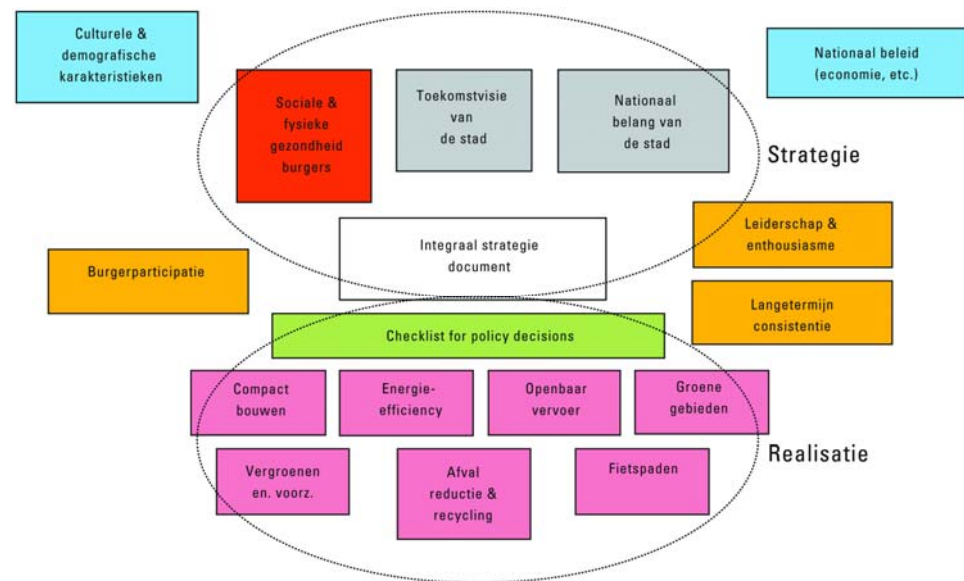 Culturele &
demografische
karakteristieken
Nationaal beleid
(economie, etc.)
Sociale &
fysieke
gezondheid
burgers
Toekomstvisie
van
de stad
Nationaal
belang van
de stad
Strategie
Leiderschap &
enthousiasme
Integraal strategie
document
Burgerparticipatie
Langetermijn
consistentie
Checklist for policy decisions
Compact
bouwen
Energie-
efficiency
Openbaar
vervoer
Groene
gebieden
Realisatie
Vergroenen
en. voorz.
Afval
reductie &
recycling
Fietspaden